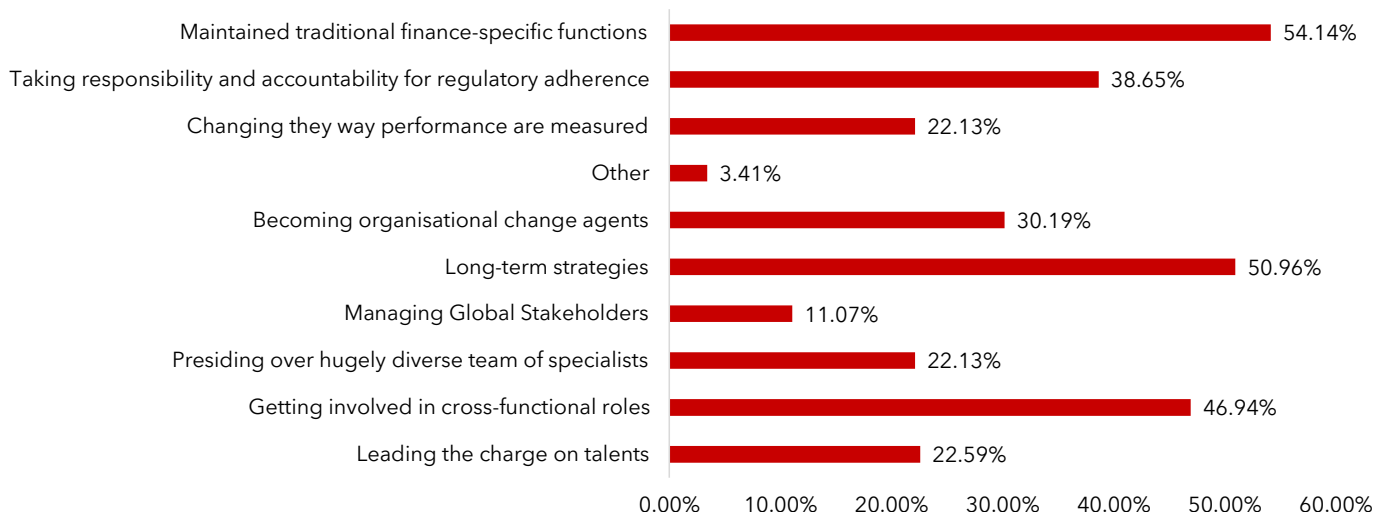 Maintained traditional finance-specific functions 54.14%
Taking responsibility and accountability for regulatory adherence 38.65%
Changing they way performance are measured 22.13%
Other 3.41%
Becoming organisational change agents 30.19%
Long-term strategies 50.96%
Managing Global Stakeholders 11.07%
Presiding over hugely diverse team of specialists 22.13%
Getting involved in cross-functional roles 46.94%
Leading the charge on talents 22.59%
0.00% 10.00% 20.00% 30.00% 40.00% 50.00% 60.00%